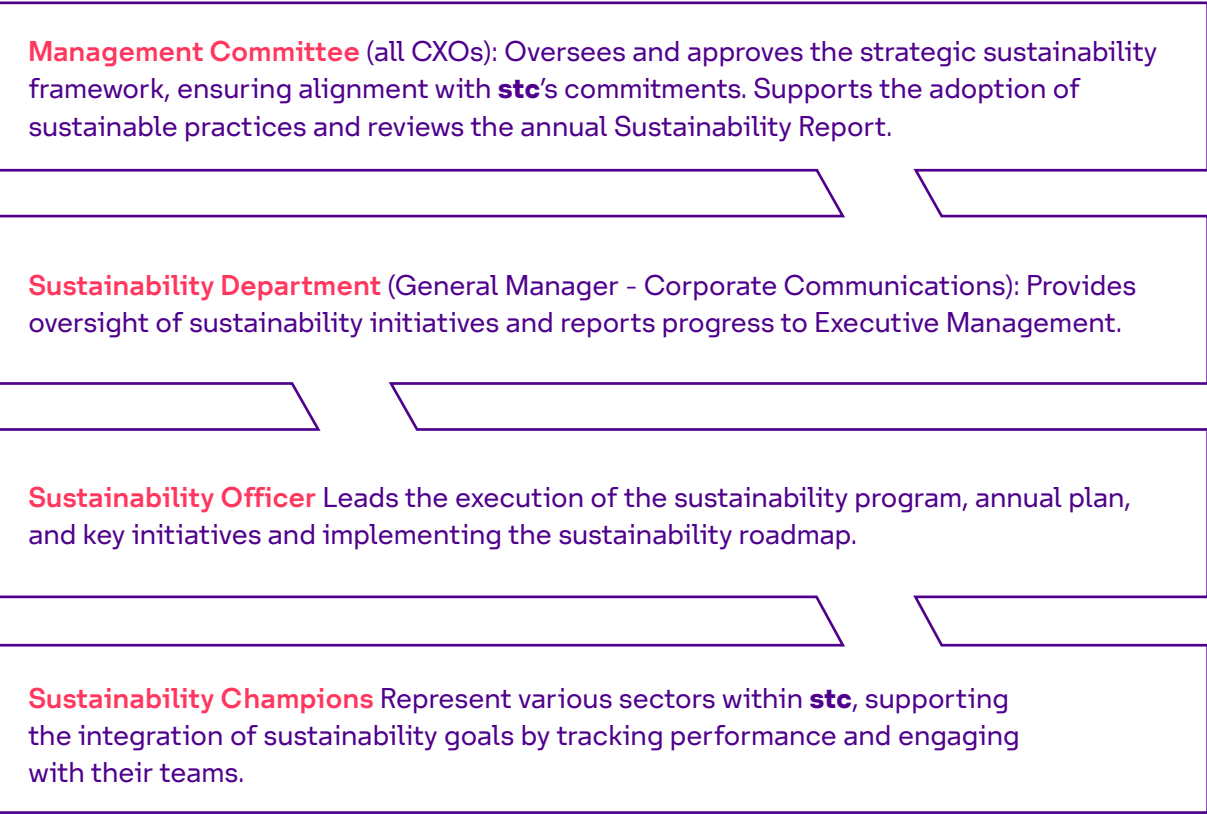 Management Committee (all CXOs): Oversees and approves the strategic sustainability
framework, ensuring alignment with stc’s commitments. Supports the adoption of
sustainable practices and reviews the annual Sustainability Report.
Sustainability Department (General Manager - Corporate Communications): Provides
oversight of sustainability initiatives and reports progress to Executive Management.
Sustainability Officer Leads the execution of the sustainability program, annual plan,
and key initiatives and implementing the sustainability roadmap.
Sustainability Champions Represent various sectors within stc, supporting
the integration of sustainability goals by tracking performance and engaging
with their teams.